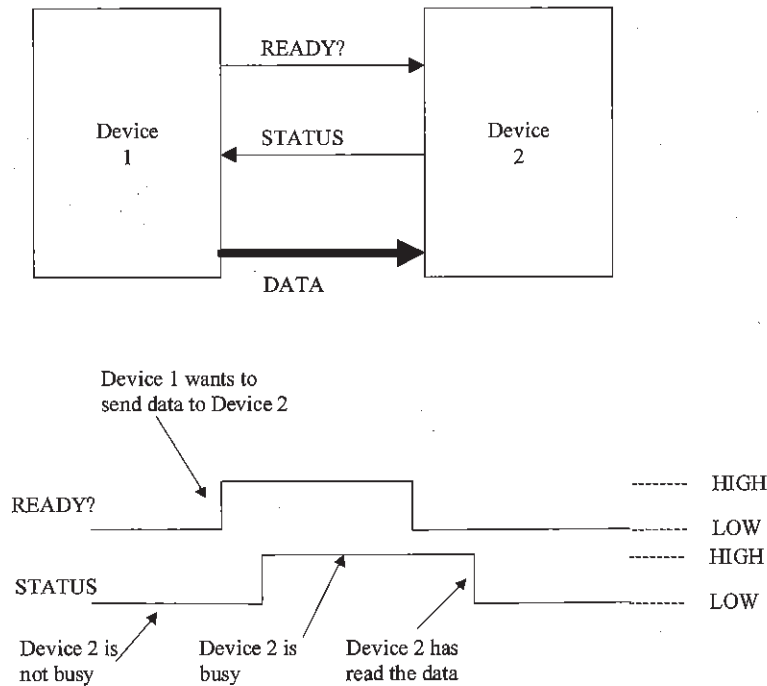 READY?
Device
1
STATUS
Device
2
DATA
Device 1 wants to
send data to Device 2
READY?
HIGH
LOW
HIGH
STATUS
LOW
Device 2 is
not busy
Device 2 is
busy
Device 2 has
read the data